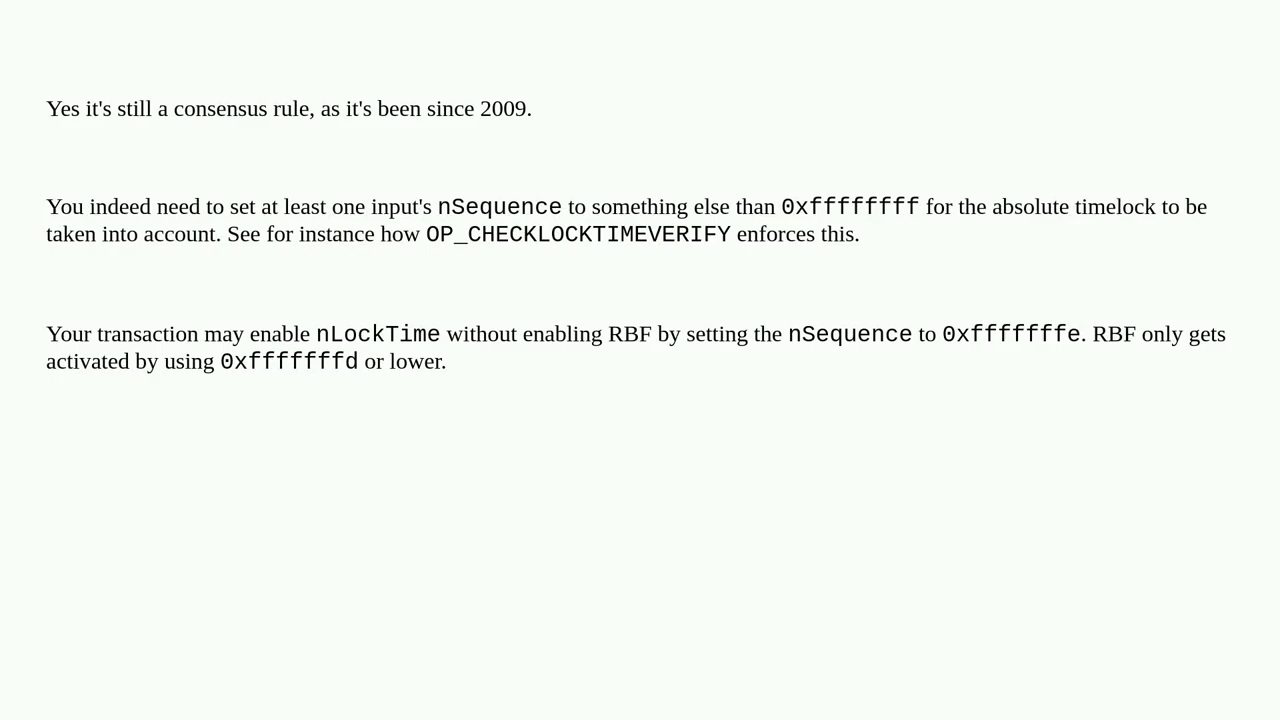 Yes it's still a consensus rule, as it's been since 2009.
You indeed need to set at least one input's nSequence to something else than 0xffffffff for the absolute timelock to be
taken into account. See for instance how OP_CHECKLOCKTIMEVERIFY enforces this.
Your transaction may enable nLockTime without enabling RBF by setting the nSequence to 0xfffffffe. RBF only gets
activated by using 0xfffffffd or lower.